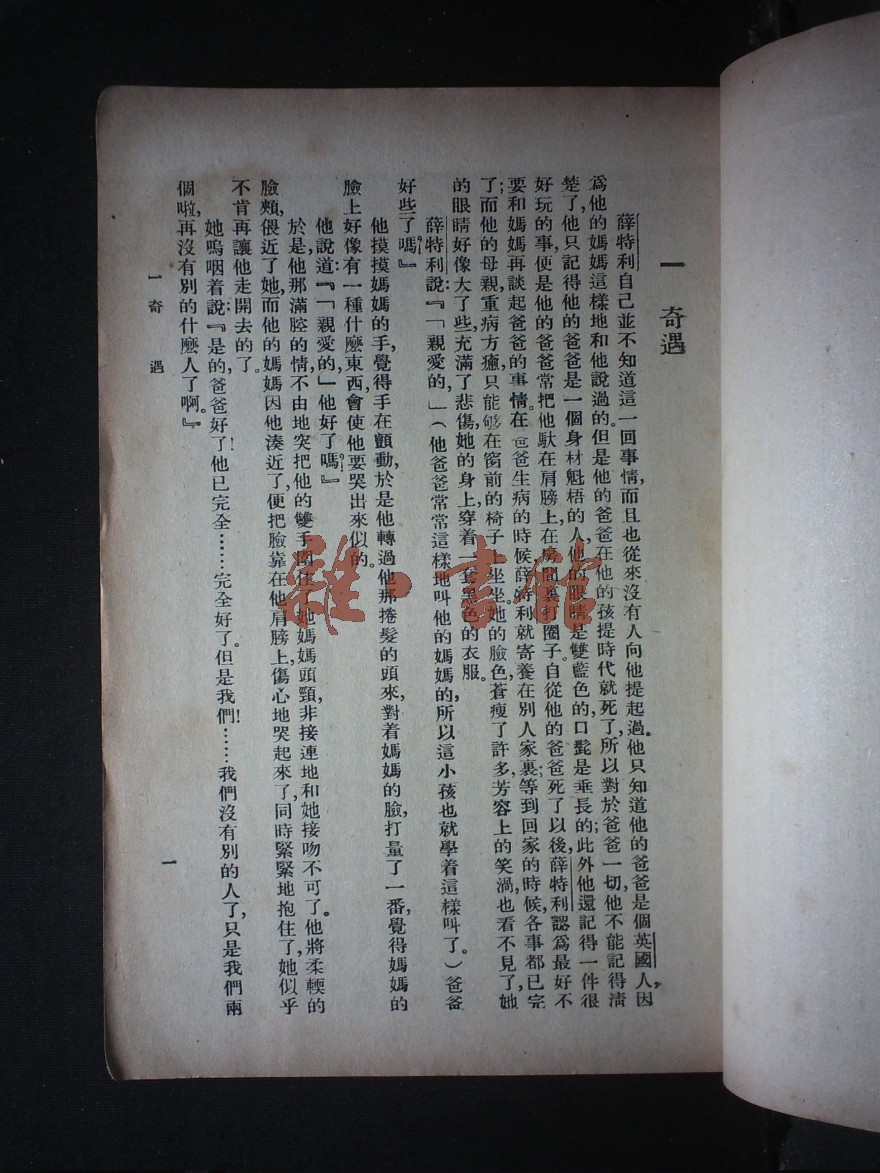 一 奇遇
薛特利自己並不知道這一回事情,而且也從來沒有人向他提起過。他只知道他的爸爸是個英國人,因
爲他的媽媽這樣地和他說過的。但是他的爸爸在他的孩提時代就死了,所以對於爸爸一切,他不能記得淸
楚了,他只記得他的爸爸是一個身材魁梧的人,他的眼睛是雙藍色的,口髭是垂長的;此外他還記得一件很
好玩的事,便是他的爸爸常把他馱在肩膀上,在房間裏打圈子。自從他的爸爸死了以後,薛特利認爲最好不
要和媽媽再談起爸爸的事情。在爸爸生病的時候,薛特利就寄養在別人家裏;等到回家的時候,各事都已完
了;而他的母親,重病方癒,只能够在窗前的椅子上坐坐。她的臉色,蒼瘦了許多,芳容上的笑渦也看不見了,她
的眼睛好像大了些,充滿了悲傷,她的身上,穿着一套黑色的衣服。
薛特利說:『「親愛的,」(他爸爸常常這樣地叫他的媽媽的,所以這小孩也就學着這樣叫了。)爸爸
好些了嗎?』
他摸摸媽媽的手,覺得手在顫動,於是他轉過他那捲髮的頭來,對着媽媽的臉,打量了一番,覺得媽媽的
臉上好像有一種什麼東西,會使他要哭出來似的。
他說道:『「親愛的,」他好了嗎?』
於是,他那滿腔的情,不由地突把他的雙手圍住了她媽媽頭頸,非接連地和她接吻不可了。他將柔輭的
臉頰,偎近了她,而他的媽媽因他湊近了,便把臉靠在他肩膀上,傷心地哭起來了,同時緊緊地抱住了,她似乎
不肯再讓他走開去的了。
她嗚咽着說:『是的,爸爸好了!他已完全……完全好了。但是我們!……我們沒有別的人了,只是我們兩
個啦,再沒有別的什麼人了啊。』
一 奇 遇
一
雜·書館